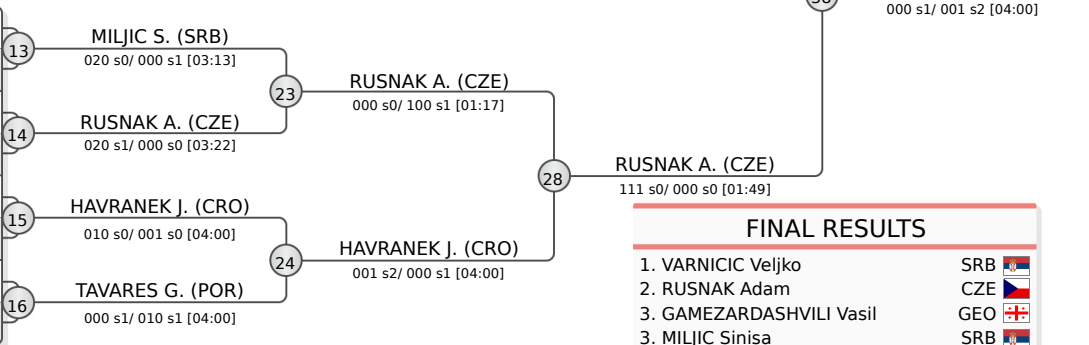 000 s1/ 001 s2 [04:00]
13
MILJIC S. (SRB)
020 s0/ 000 s1 [03:13]
23
RUSNAK A. (CZE)
000 s0/ 100 s1 [01:17]
14
RUSNAK A. (CZE)
020 s1/ 000 s0 [03:22]
28
RUSNAK A. (CZE)
111 s0/ 000 s0 [01:49]
15
HAVRANEK J. (CRO)
010 s0/ 001 s0 [04:00]
24
HAVRANEK J. (CRO)
001 s2/ 000 s1 [04:00]
16
TAVARES G. (POR)
000 s1/ 010 s1 [04:00]
FINAL RESULTS
1. VARNICIC Veljko SRB
2. RUSNAK Adam CZE
3. GAMEZARDASHVILI Vasil GEO
3. MILJIC Sinisa SRB